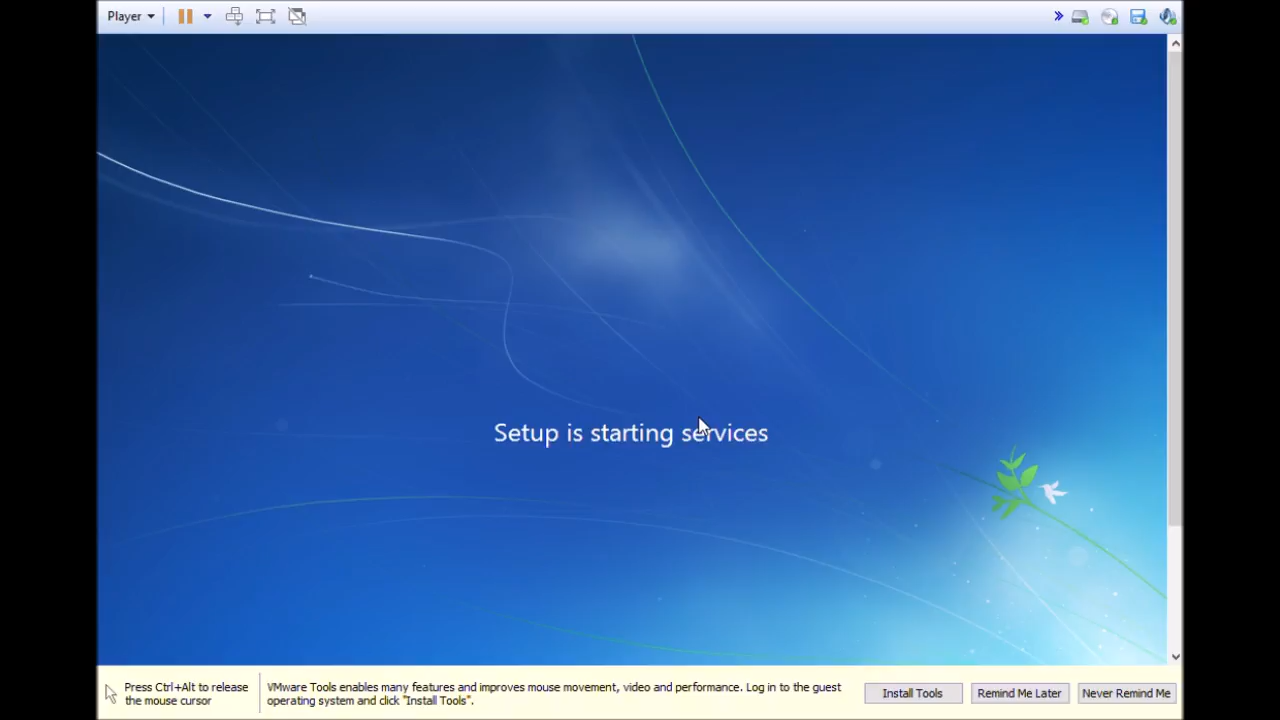 Player
Setup is starting services
Press Ctrl+Alt to release
the mouse cursor
VMware Tools enables many features and improves mouse movement, video and performance. Log in to the guest
operating system and click "Install Tools".
Install Tools
Remind Me Later
Never Remind Me